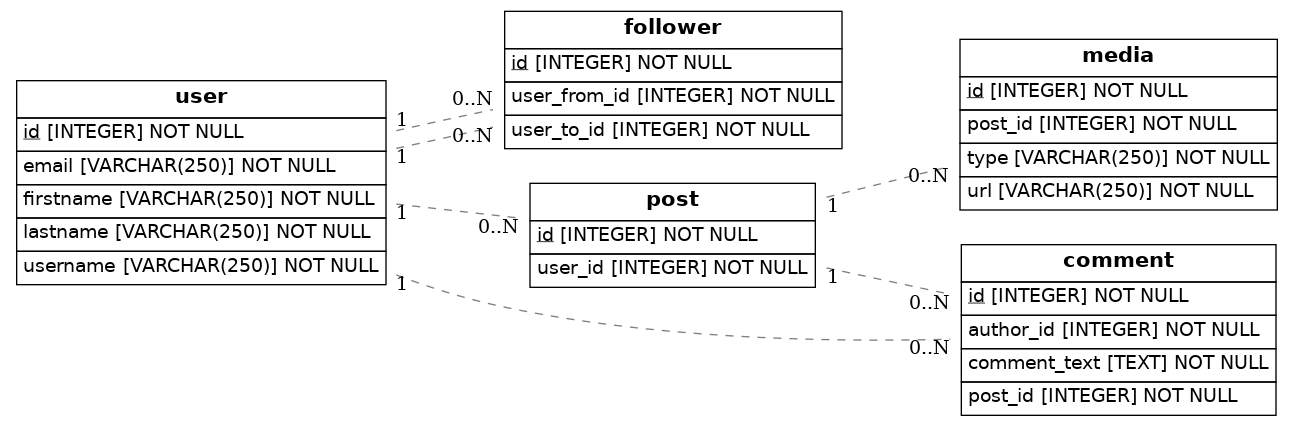 user
id [INTEGER] NOT NULL
email [VARCHAR(250)] NOT NULL
firstname [VARCHAR(250)] NOT NULL
lastname [VARCHAR(250)] NOT NULL
username [VARCHAR(250)] NOT NULL
1
1
1
1
0..N
0..N
0..N
follower
id [INTEGER] NOT NULL
user_from_id [INTEGER] NOT NULL
user_to_id [INTEGER] NOT NULL
post
id [INTEGER] NOT NULL
user_id [INTEGER] NOT NULL
1
1
0..N
0..N
0..N
media
id [INTEGER] NOT NULL
post_id [INTEGER] NOT NULL
type [VARCHAR(250)] NOT NULL
url [VARCHAR(250)] NOT NULL
comment
id [INTEGER] NOT NULL
author_id [INTEGER] NOT NULL
comment_text [TEXT] NOT NULL
post_id [INTEGER] NOT NULL